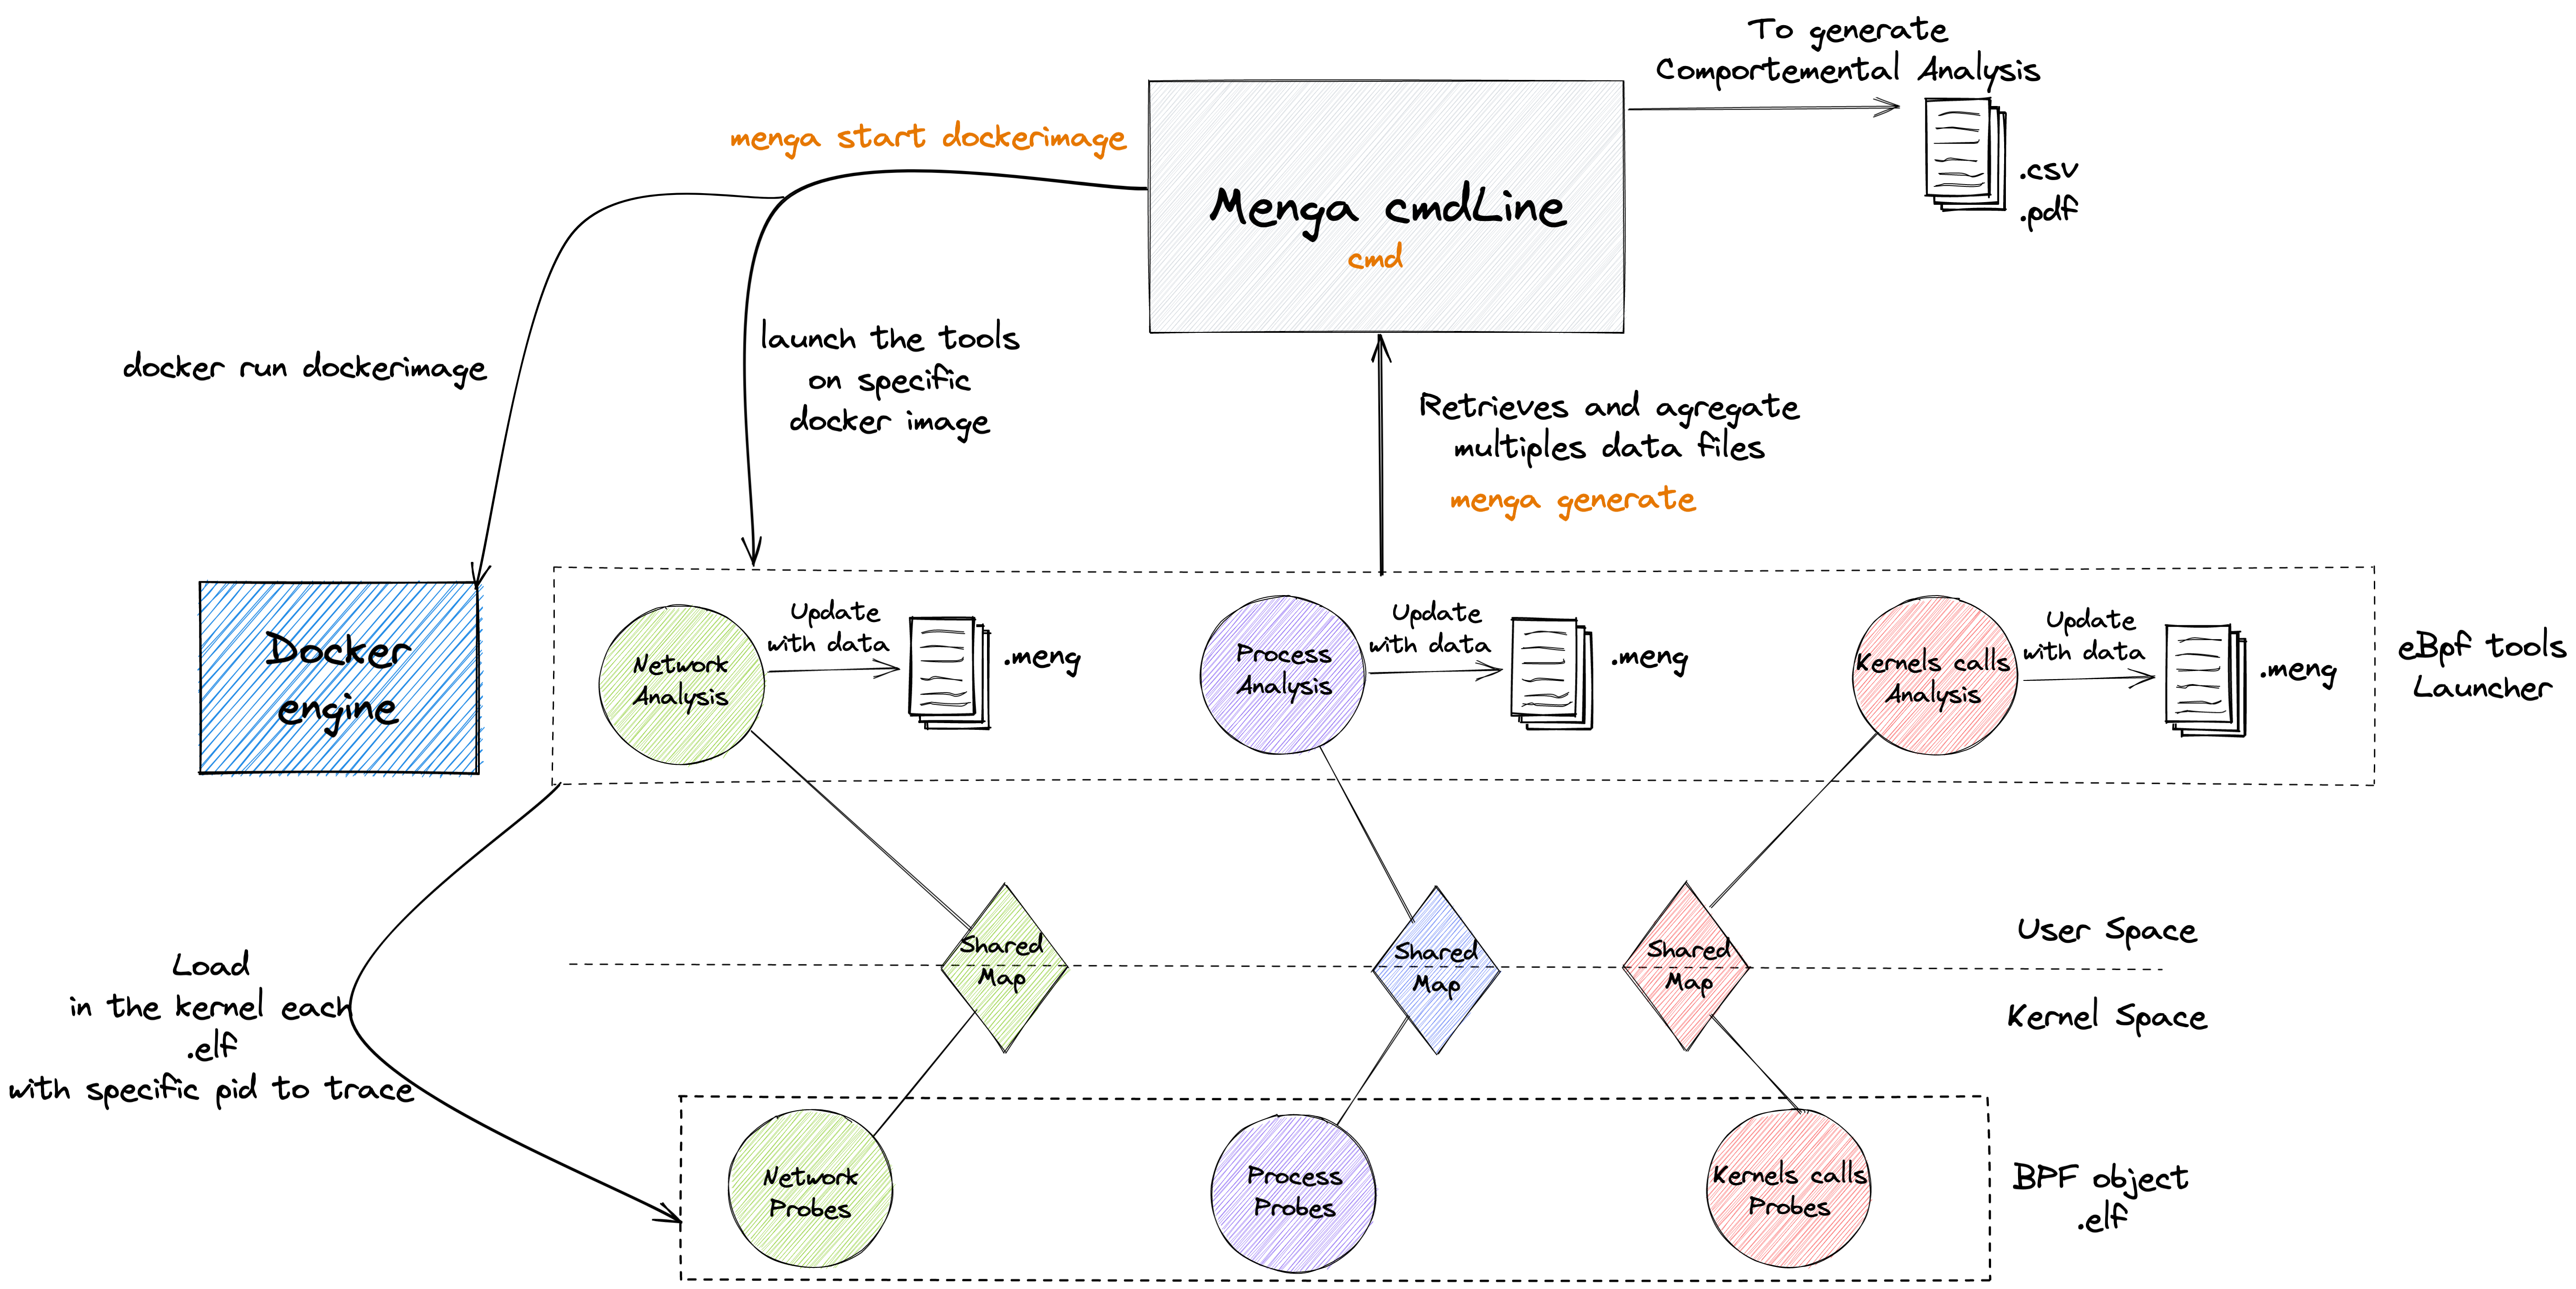 To generate
Comportemental Analysis
.csv
.pdf
menga start dockerimage
Menga cmdLine
cmd
docker run dockerimage
launch the tools
on specific
docker image
Retrieves and agregate
multiples data files
menga generate
Docker
engine
Network
Analysis
Update
with data
.meng
Process
Analysis
Update
with data
.meng
Kernels calls
Analysis
Update
with data
.meng
eBpf tools
Launcher
Shared
Map
Shared
Map
Shared
Map
User Space
Kernel Space
Load
in the kernel each
.elf
with specific pid to trace
Network
Probes
Process
Probes
Kernels calls
Probes
BPF object
.elf